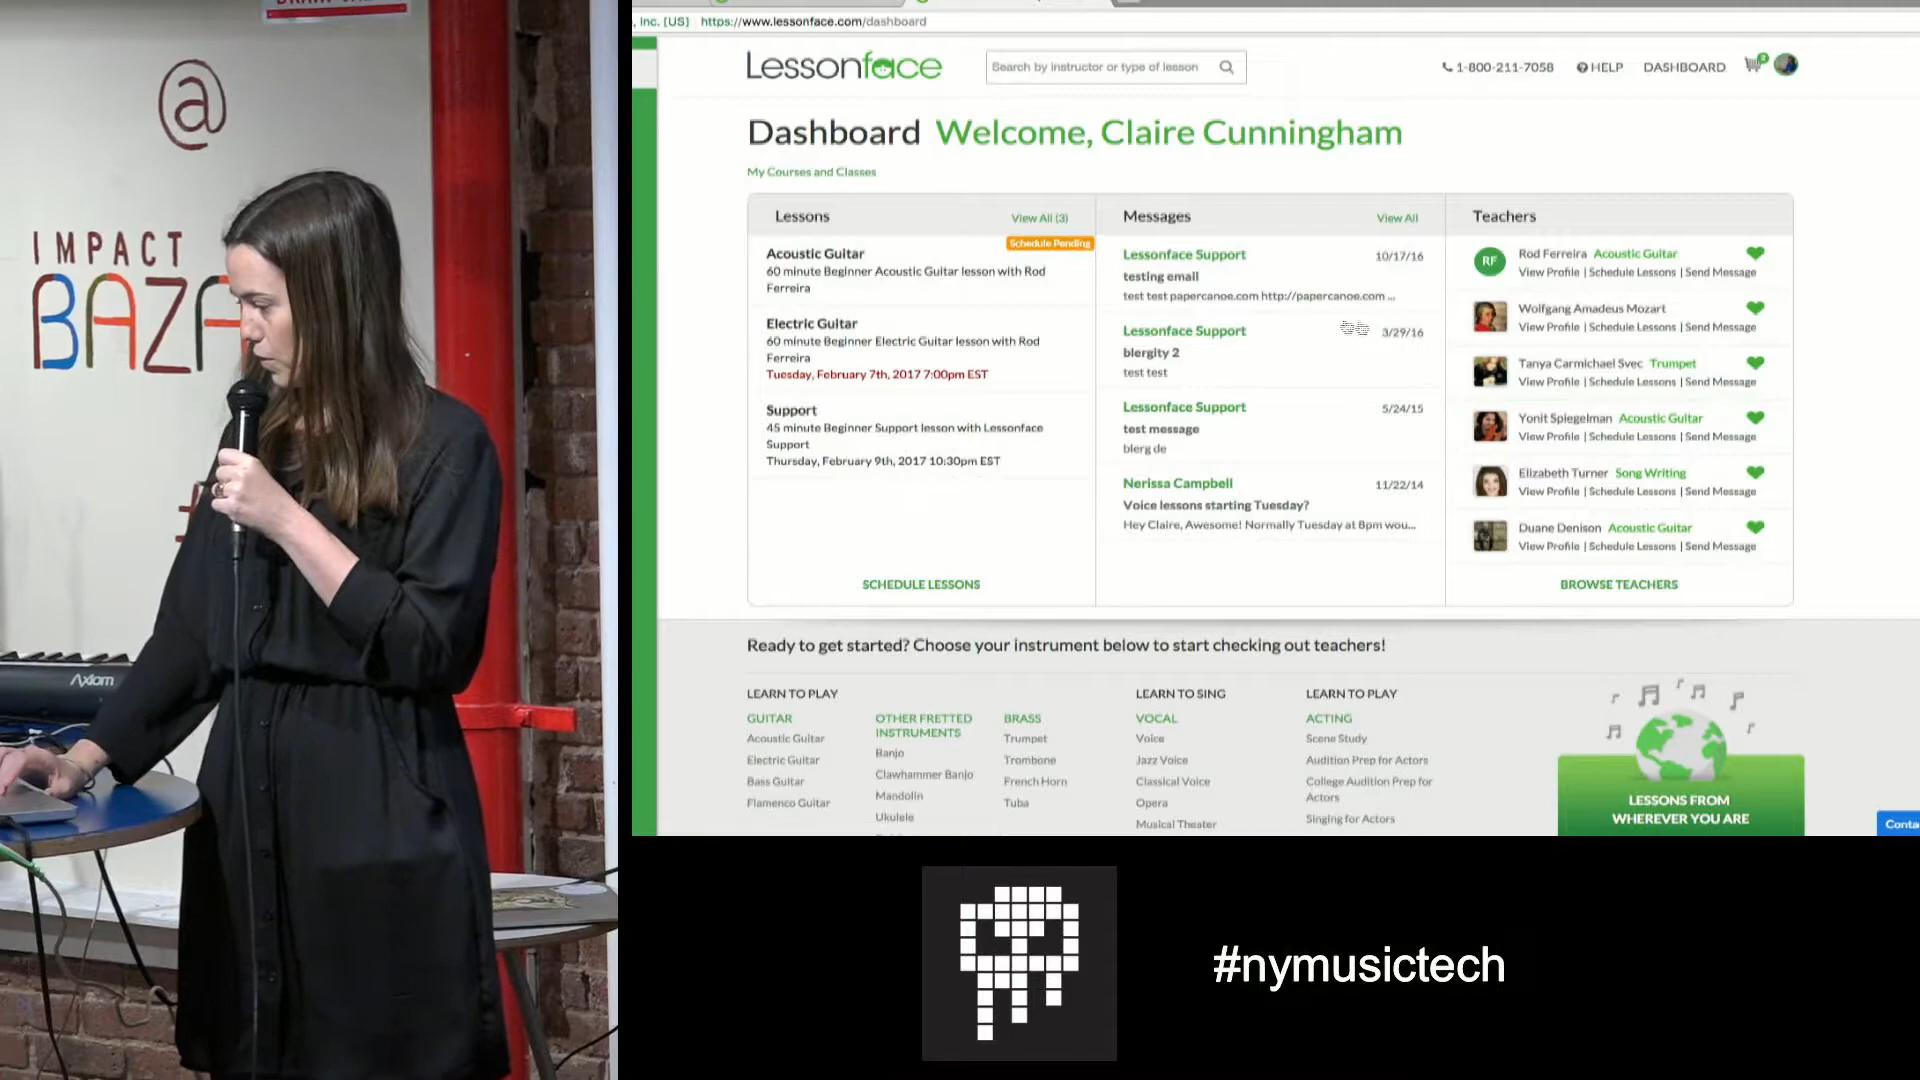 @
IMPACT
BAZA
Axiom
, Inc. [US] https://www.lessonface.com/dashboard
Lessonface
Search by instructor or type of lesson
1-800-211-7058
HELP
DASHBOARD
Dashboard Welcome, Claire Cunningham
My Courses and Classes
Lessons
View All (3)
Schedule Pending
Acoustic Guitar
60 minute Beginner Acoustic Guitar lesson with Rod
Ferreira
Electric Guitar
60 minute Beginner Electric Guitar lesson with Rod
Ferreira
Tuesday, February 7th, 2017 7:00pm EST
Support
45 minute Beginner Support lesson with Lessonface
Support
Thursday, February 9th, 2017 10:30pm EST
SCHEDULE LESSONS
Messages
View All
Lessonface Support 10/17/16
testing email
test test papercanoe.com http://papercanoe.com ...
Lessonface Support 3/29/16
blergity 2
test test
Lessonface Support 5/24/15
test message
blerg de
Nerissa Campbell 11/22/14
Voice lessons starting Tuesday?
Hey Claire, Awesome! Normally Tuesday at 8pm wou...
Teachers
RF
Rod Ferreira Acoustic Guitar
View Profile | Schedule Lessons | Send Message
Wolfgang Amadeus Mozart
View Profile | Schedule Lessons | Send Message
Tanya Carmichael Svec Trumpet
View Profile | Schedule Lessons | Send Message
Yonit Spiegelman Acoustic Guitar
View Profile | Schedule Lessons | Send Message
Elizabeth Turner Song Writing
View Profile | Schedule Lessons | Send Message
Duane Denison Acoustic Guitar
View Profile | Schedule Lessons | Send Message
BROWSE TEACHERS
Ready to get started? Choose your instrument below to start checking out teachers!
LEARN TO PLAY
GUITAR
Acoustic Guitar
Electric Guitar
Bass Guitar
Flamenco Guitar
OTHER FRETTED
INSTRUMENTS
Banjo
Clawhammer Banjo
Mandolin
Ukulele
BRASS
Trumpet
Trombone
French Horn
Tuba
LEARN TO SING
VOCAL
Voice
Jazz Voice
Classical Voice
Opera
Musical Theater
LEARN TO PLAY
ACTING
Scene Study
Audition Prep for Actors
College Audition Prep for
Actors
Singing for Actors
LESSONS FROM
WHEREVER YOU ARE
Conta
#nymusictech